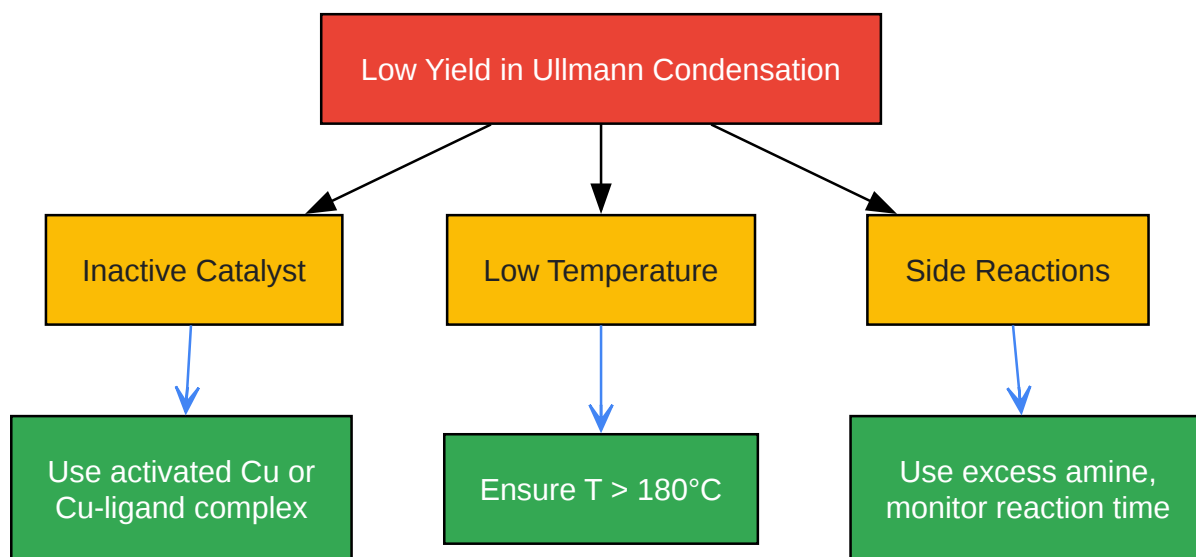 Low Yield in Ullmann Condensation
Inactive Catalyst
Low Temperature
Side Reactions
Use activated Cu or
Cu-ligand complex
Ensure T > 180°C
Use excess amine,
monitor reaction time